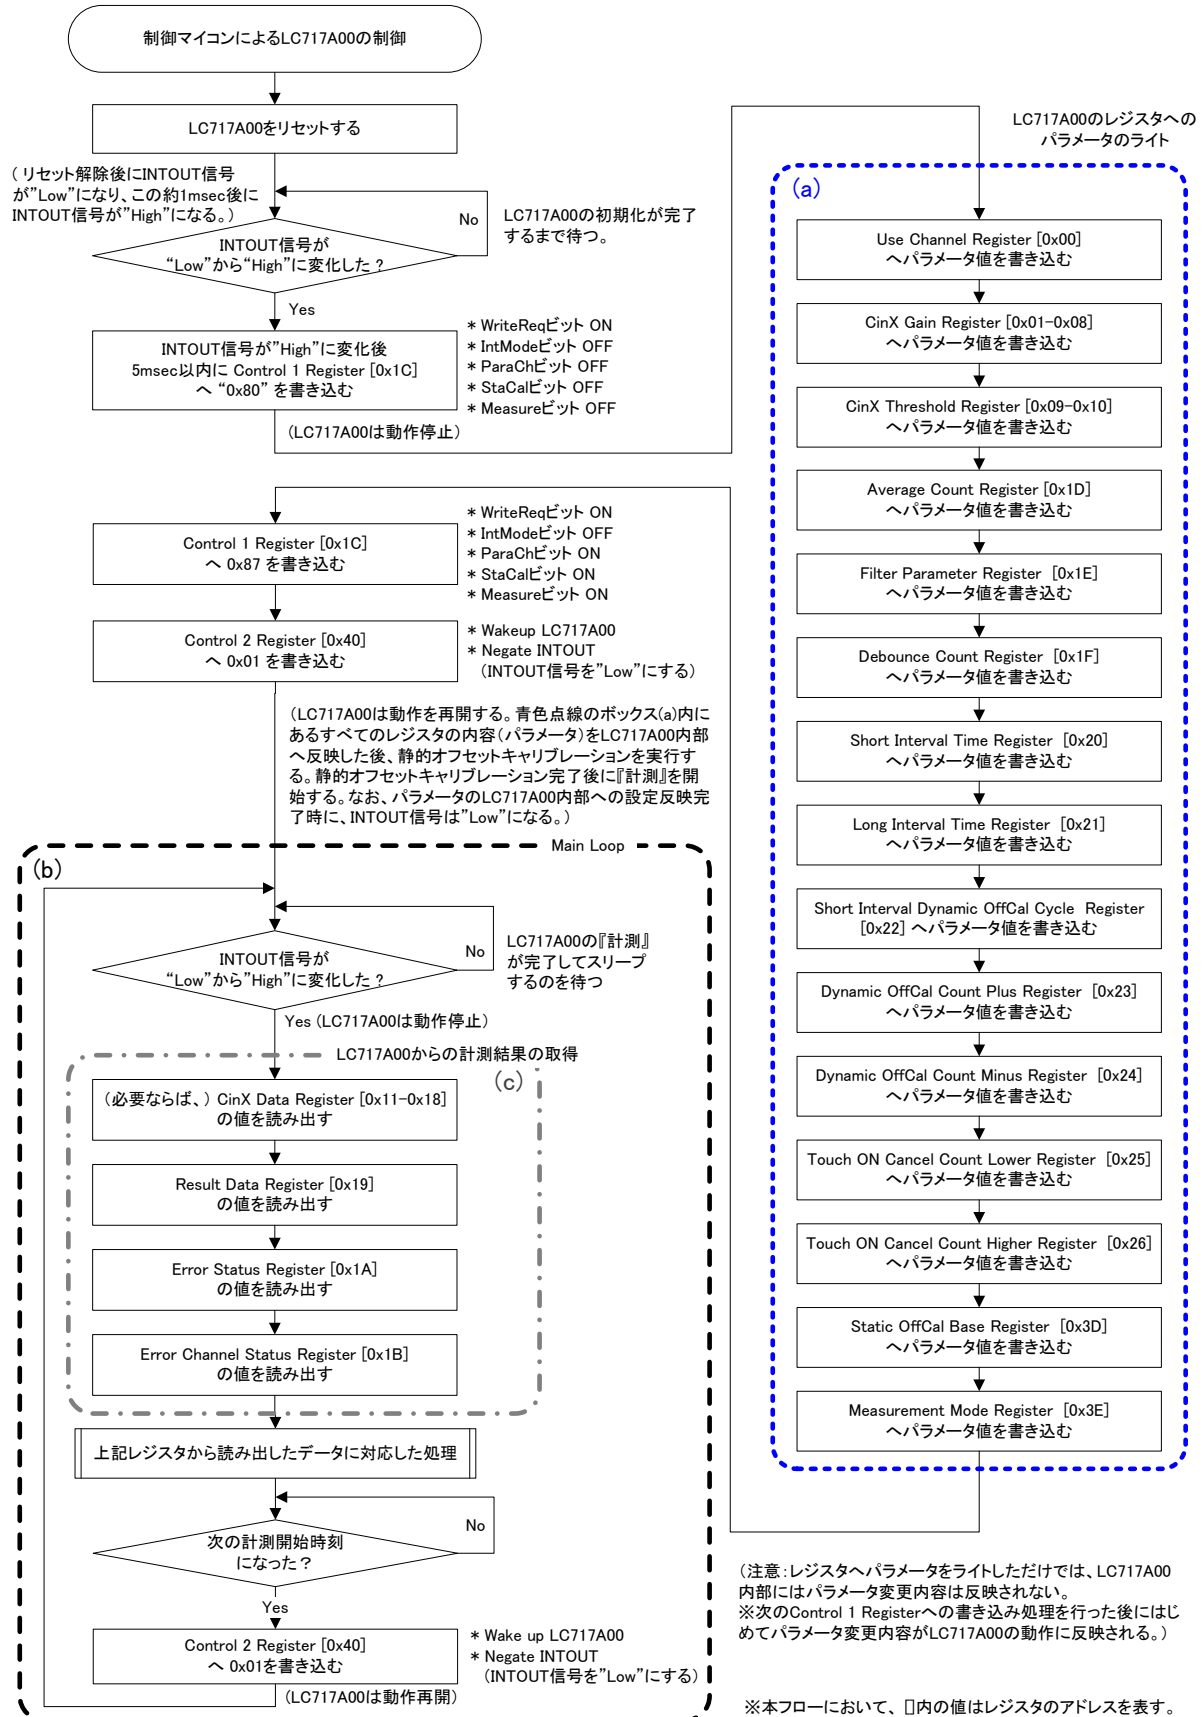 制御マイコンによるLC717A00の制御
LC717A00をリセットする
( リセット解除後にINTOUT信号
が”Low”になり、この約1msec後に
INTOUT信号が”High”になる。)
No
LC717A00の初期化が完了
するまで待つ。
INTOUT信号が
“Low”から“High”に変化した ?
Yes
INTOUT信号が”High”に変化後
5msec以内に Control 1 Register [0x1C]
へ “0x80” を書き込む
* WriteReqビット ON
* IntModeビット OFF
* ParaChビット OFF
* StaCalビット OFF
* Measureビット OFF
(LC717A00は動作停止)
LC717A00のレジスタへの
パラメータのライト
(a)
Use Channel Register [0x00]
へパラメータ値を書き込む
CinX Gain Register [0x01-0x08]
へパラメータ値を書き込む
CinX Threshold Register [0x09-0x10]
へパラメータ値を書き込む
Average Count Register [0x1D]
へパラメータ値を書き込む
Filter Parameter Register [0x1E]
へパラメータ値を書き込む
Debounce Count Register [0x1F]
へパラメータ値を書き込む
Short Interval Time Register [0x20]
へパラメータ値を書き込む
Long Interval Time Register [0x21]
へパラメータ値を書き込む
Short Interval Dynamic OffCal Cycle Register
[0x22] へパラメータ値を書き込む
Dynamic OffCal Count Plus Register [0x23]
へパラメータ値を書き込む
Dynamic OffCal Count Minus Register [0x24]
へパラメータ値を書き込む
Touch ON Cancel Count Lower Register [0x25]
へパラメータ値を書き込む
Touch ON Cancel Count Higher Register [0x26]
へパラメータ値を書き込む
Static OffCal Base Register [0x3D]
へパラメータ値を書き込む
Measurement Mode Register [0x3E]
へパラメータ値を書き込む
(注意:レジスタへパラメータをライトしただけでは、LC717A00
内部にはパラメータ変更内容は反映されない。
※次のControl 1 Registerへの書き込み処理を行った後にはじ
めてパラメータ変更内容がLC717A00の動作に反映される。)
Control 1 Register [0x1C]
へ 0x87 を書き込む
* WriteReqビット ON
* IntModeビット OFF
* ParaChビット ON
* StaCalビット ON
* Measureビット ON
Control 2 Register [0x40]
へ 0x01 を書き込む
* Wakeup LC717A00
* Negate INTOUT
(INTOUT信号を”Low”にする)
(LC717A00は動作を再開する。青色点線のボックス(a)内に
あるすべてのレジスタの内容(パラメータ)をLC717A00内部
へ反映した後、静的オフセットキャリブレーションを実行す
る。静的オフセットキャリブレーション完了後に『計測』を開
始する。なお、パラメータのLC717A00内部への設定反映完
了時に、INTOUT信号は”Low”になる。)
Main Loop
(b)
No
LC717A00の『計測』
が完了してスリープ
するのを待つ
INTOUT信号が
“Low”から”High”に変化した ?
Yes (LC717A00は動作停止)
LC717A00からの計測結果の取得
(c)
(必要ならば、) CinX Data Register [0x11-0x18]
の値を読み出す
Result Data Register [0x19]
の値を読み出す
Error Status Register [0x1A]
の値を読み出す
Error Channel Status Register [0x1B]
の値を読み出す
上記レジスタから読み出したデータに対応した処理
No
次の計測開始時刻
になった?
Yes
Control 2 Register [0x40]
へ 0x01を書き込む
* Wake up LC717A00
* Negate INTOUT
(INTOUT信号を”Low”にする)
(LC717A00は動作再開)
※本フローにおいて、 []内の値はレジスタのアドレスを表す。